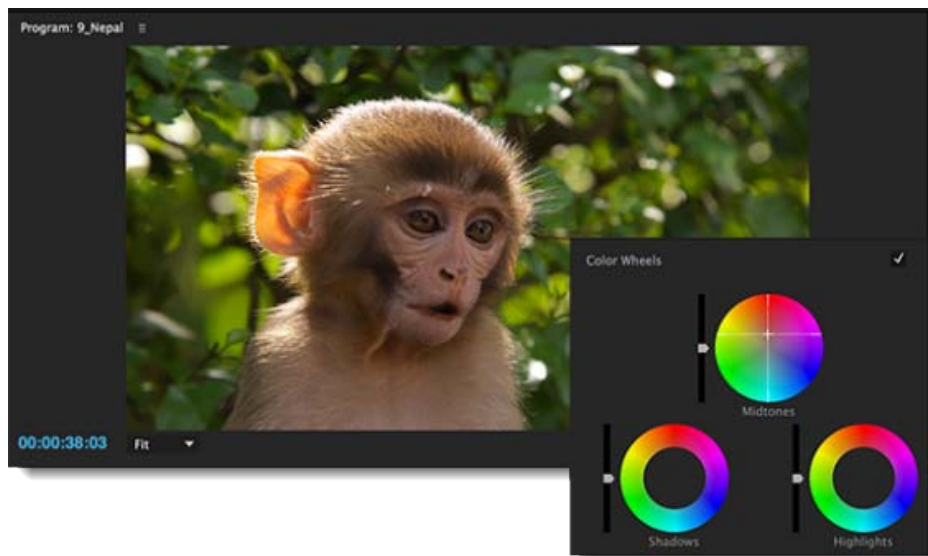 Program: 9_Nepal
Color Wheels
Midtones
00:00:38:03
Fit
Shadows
Highlights